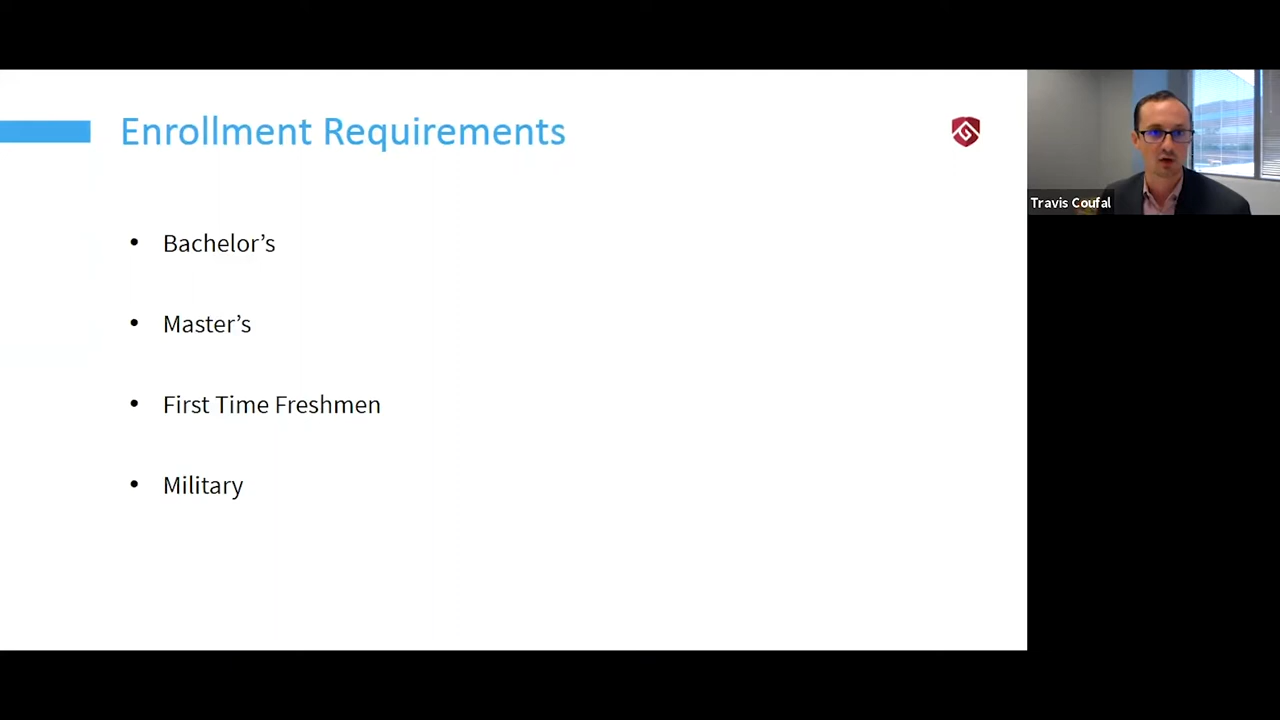 Enrollment Requirements
• Bachelor’s
• Master’s
• First Time Freshmen
• Military
Travis Coufal